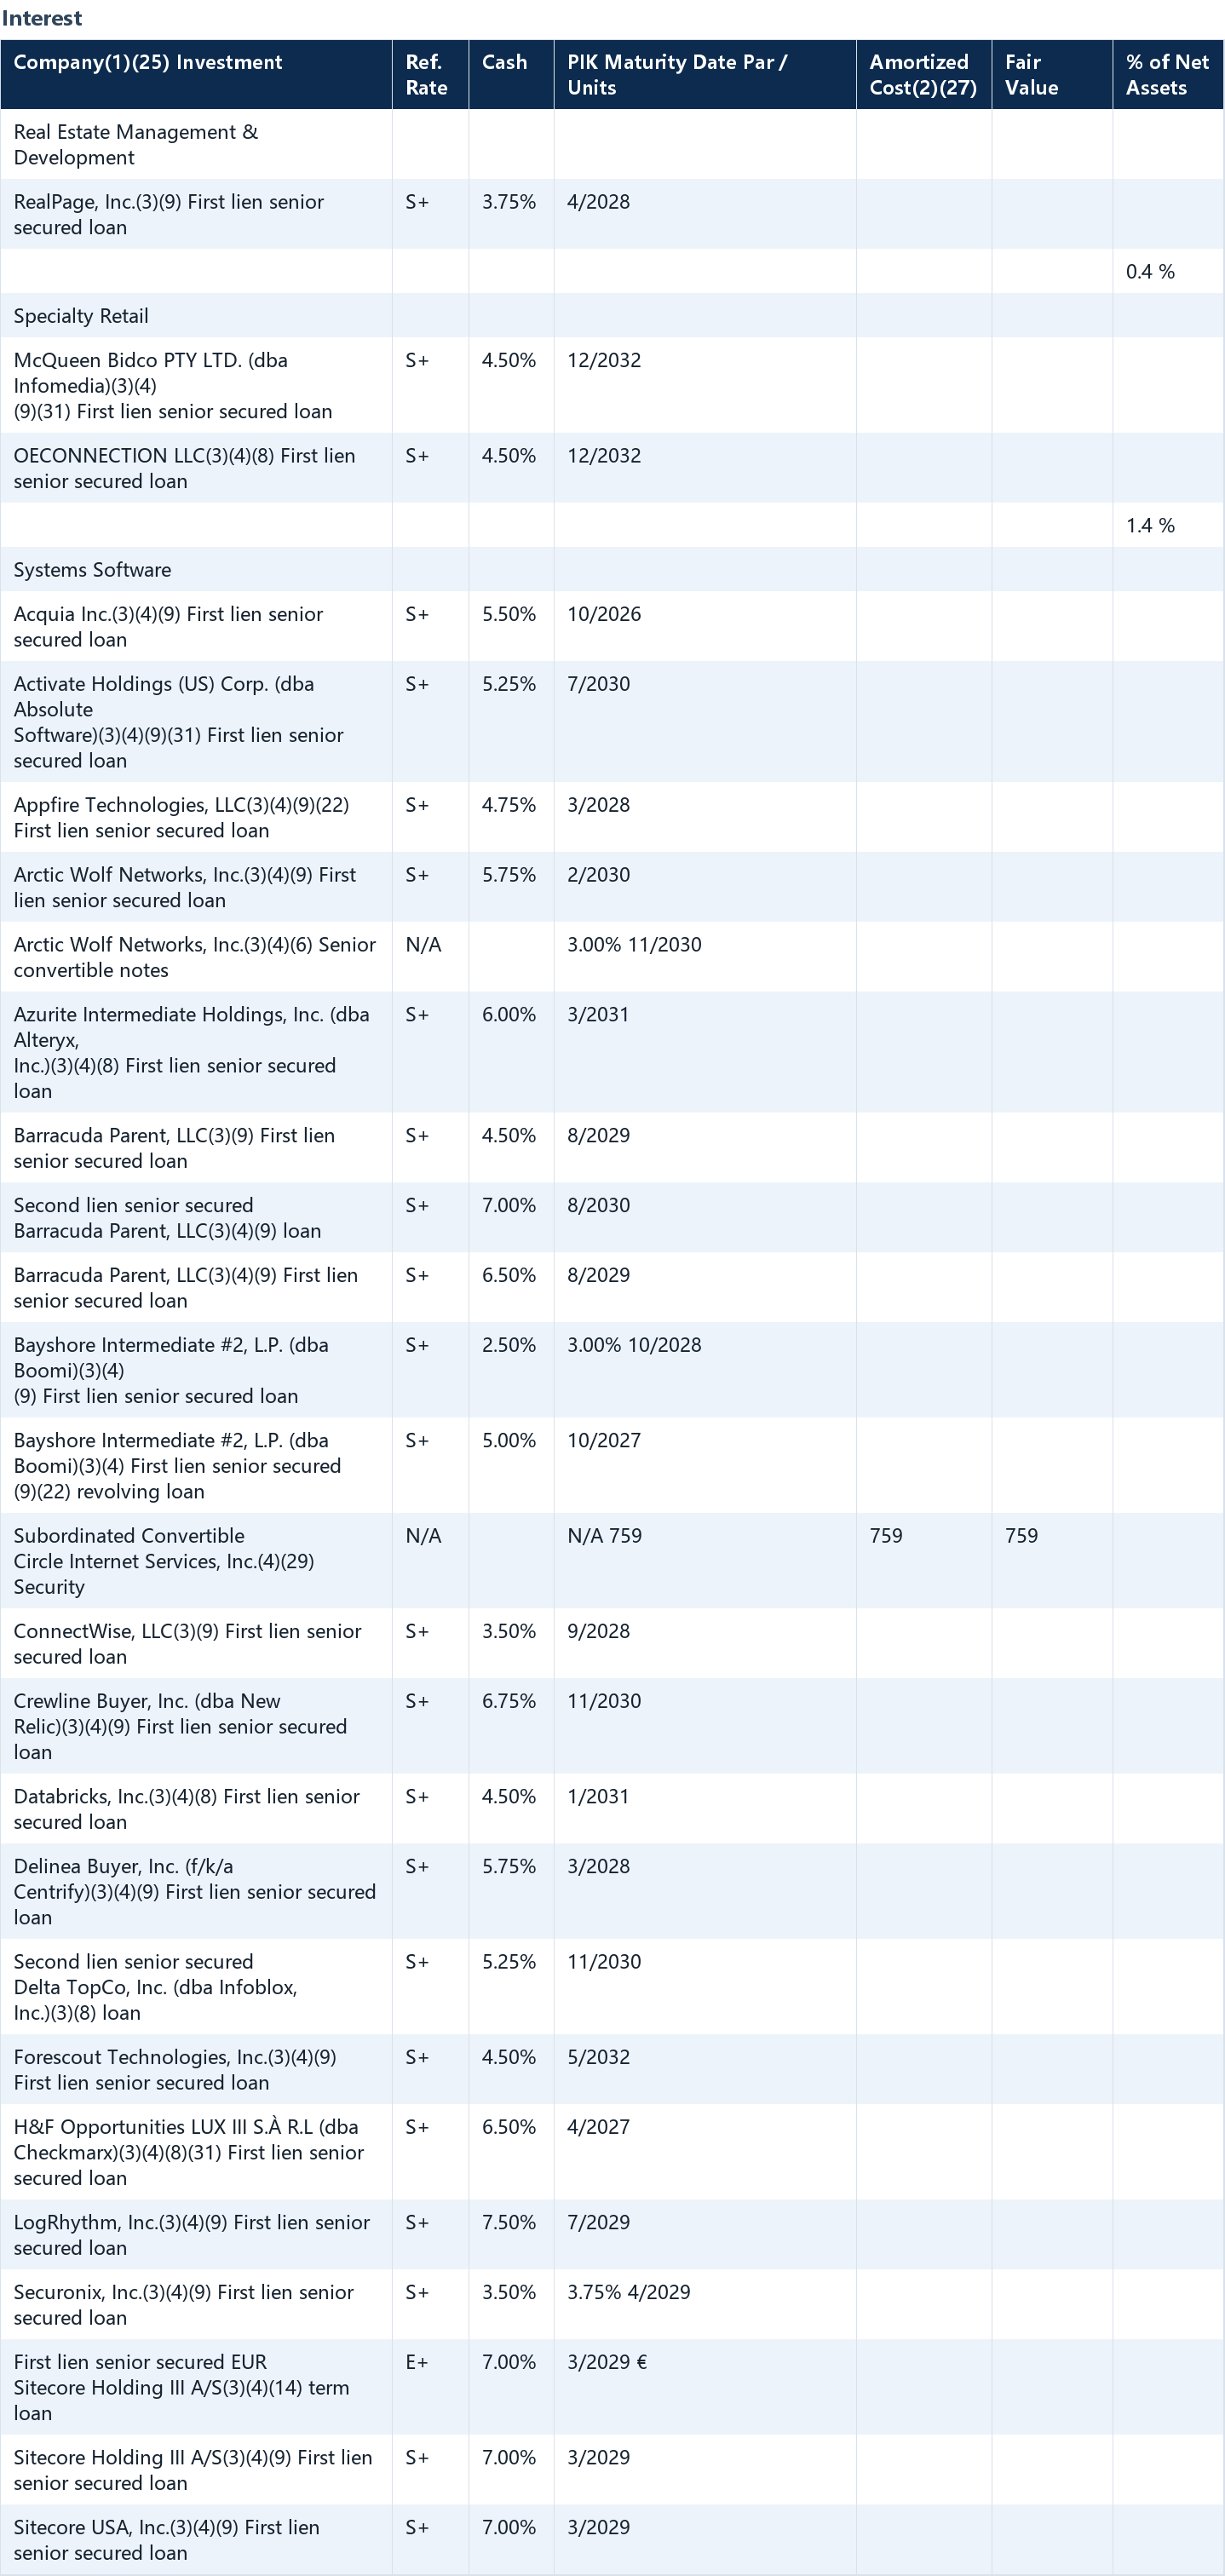 Interest
Company(1)(25) Investment Ref. Cash PIK Maturity Date Par / Amortized Fair % of Net
Rate Units Cost(2)(27) Value Assets
Real Estate Management &
Development
RealPage, Inc.(3)(9) First lien senior S+ 3.75% 4/2028
secured loan
0.4 %
Specialty Retail
McQueen Bidco PTY LTD. (dba S+ 4.50% 12/2032
Infomedia)(3)(4)
(9)(31) First lien senior secured loan
OECONNECTION LLC(3)(4)(8) First lien S+ 4.50% 12/2032
senior secured loan
1.4 %
Systems Software
Acquia Inc.(3)(4)(9) First lien senior S+ 5.50% 10/2026
secured loan
Activate Holdings (US) Corp. (dba S+ 5.25% 7/2030
Absolute
Software)(3)(4)(9)(31) First lien senior
secured loan
Appfire Technologies, LLC(3)(4)(9)(22) S+ 4.75% 3/2028
First lien senior secured loan
Arctic Wolf Networks, Inc.(3)(4)(9) First S+ 5.75% 2/2030
lien senior secured loan
Arctic Wolf Networks, Inc.(3)(4)(6) Senior N/A 3.00% 11/2030
convertible notes
Azurite Intermediate Holdings, Inc. (dba S+ 6.00% 3/2031
Alteryx,
Inc.)(3)(4)(8) First lien senior secured
loan
Barracuda Parent, LLC(3)(9) First lien S+ 4.50% 8/2029
senior secured loan
Second lien senior secured S+ 7.00% 8/2030
Barracuda Parent, LLC(3)(4)(9) loan
Barracuda Parent, LLC(3)(4)(9) First lien S+ 6.50% 8/2029
senior secured loan
Bayshore Intermediate #2, L.P. (dba S+ 2.50% 3.00% 10/2028
Boomi)(3)(4)
(9) First lien senior secured loan
Bayshore Intermediate #2, L.P. (dba S+ 5.00% 10/2027
Boomi)(3)(4) First lien senior secured
(9)(22) revolving loan
Subordinated Convertible N/A N/A 759 759 759
Circle Internet Services, Inc.(4)(29)
Security
ConnectWise, LLC(3)(9) First lien senior S+ 3.50% 9/2028
secured loan
Crewline Buyer, Inc. (dba New S+ 6.75% 11/2030
Relic)(3)(4)(9) First lien senior secured
loan
Databricks, Inc.(3)(4)(8) First lien senior S+ 4.50% 1/2031
secured loan
Delinea Buyer, Inc. (f/k/a S+ 5.75% 3/2028
Centrify)(3)(4)(9) First lien senior secured
loan
Second lien senior secured S+ 5.25% 11/2030
Delta TopCo, Inc. (dba Infoblox,
Inc.)(3)(8) loan
Forescout Technologies, Inc.(3)(4)(9) S+ 4.50% 5/2032
First lien senior secured loan
H&F Opportunities LUX III S.À R.L (dba S+ 6.50% 4/2027
Checkmarx)(3)(4)(8)(31) First lien senior
secured loan
LogRhythm, Inc.(3)(4)(9) First lien senior S+ 7.50% 7/2029
secured loan
Securonix, Inc.(3)(4)(9) First lien senior S+ 3.50% 3.75% 4/2029
secured loan
First lien senior secured EUR E+ 7.00% 3/2029 €
Sitecore Holding III A/S(3)(4)(14) term
loan
Sitecore Holding III A/S(3)(4)(9) First lien S+ 7.00% 3/2029
senior secured loan
Sitecore USA, Inc.(3)(4)(9) First lien S+ 7.00% 3/2029
senior secured loan